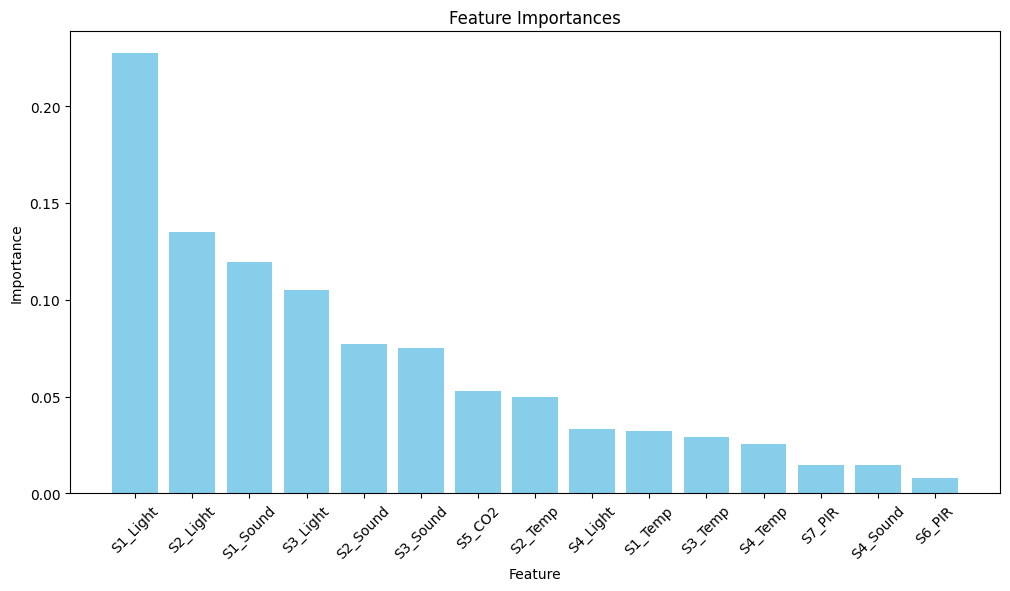 Feature Importances
Importance
0.20
0.15
0.10
0.05
0.00
S1_Light
S2_Light
S1_Sound
S3_Light
S2_Sound
S3_Sound
S5_CO2
S2_Temp
S4_Light
S1_Temp
S3_Temp
S4_Temp
S7_PIR
S4_Sound
S6_PIR
Feature